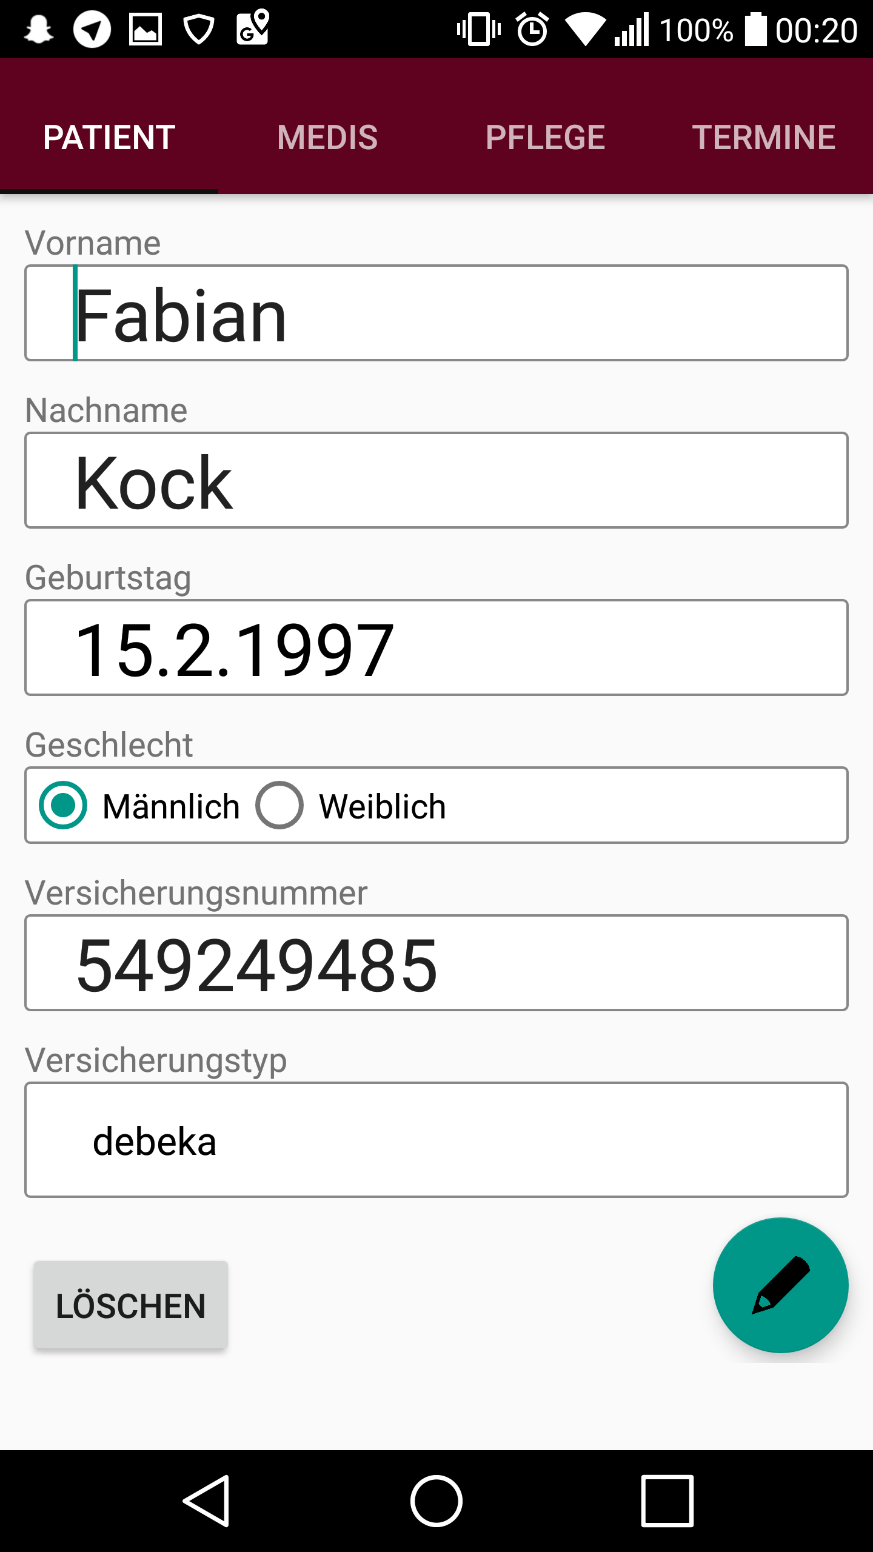 100% 00:20
PATIENT MEDIS PFLEGE TERMINE
Vorname
Fabian
Nachname
Kock
Geburtstag
15.2.1997
Geschlecht
Männlich Weiblich
Versicherungsnummer
549249485
Versicherungstyp
debeka
LÖSCHEN